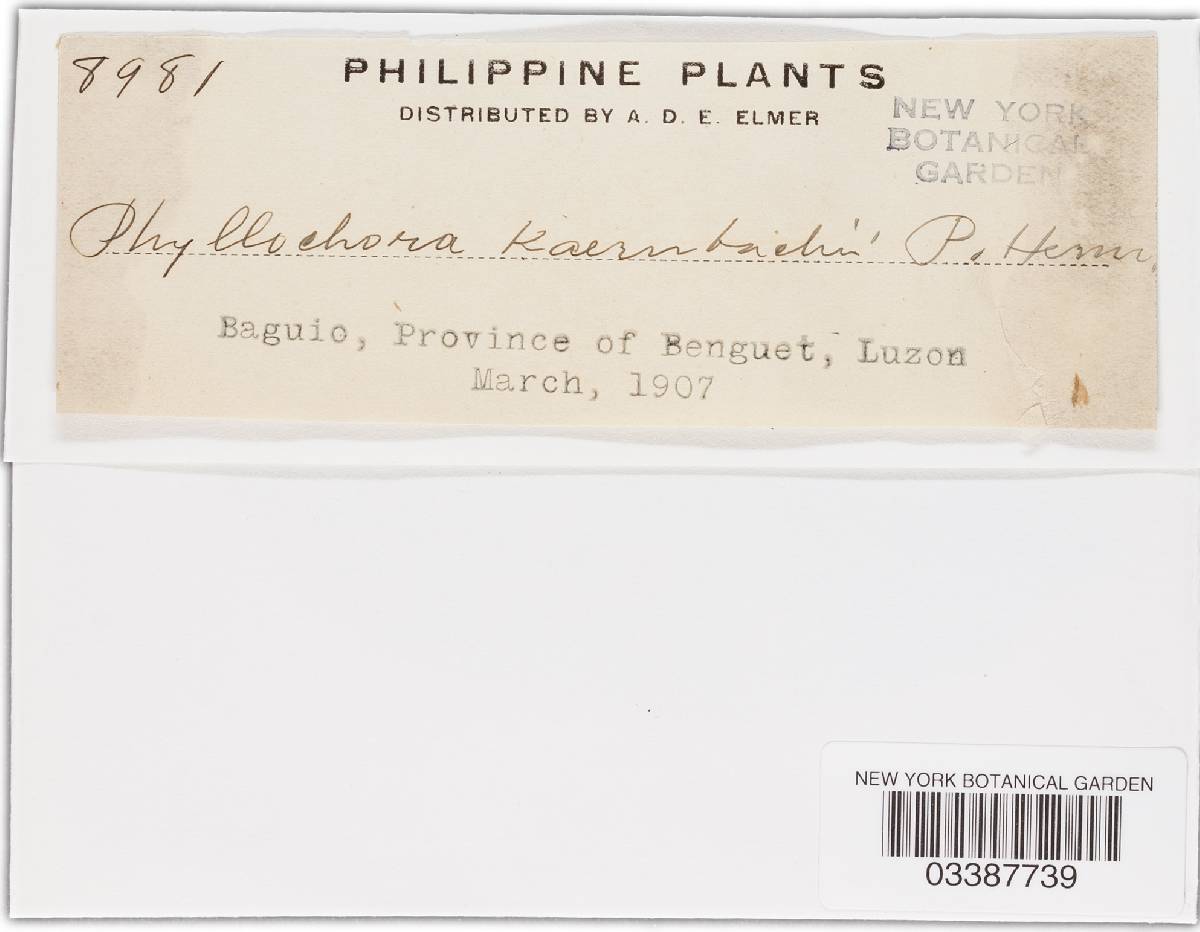 8981
PHILIPPINE PLANTS
DISTRIBUTED BY A. D. E. ELMER
NEW YORK
BOTANICAL
GARDEN
Phyllochora Kaernbachii P. Henn.
Baguio, Province of Benguet, Luzon
March, 1907
NEW YORK BOTANICAL GARDEN
03387739